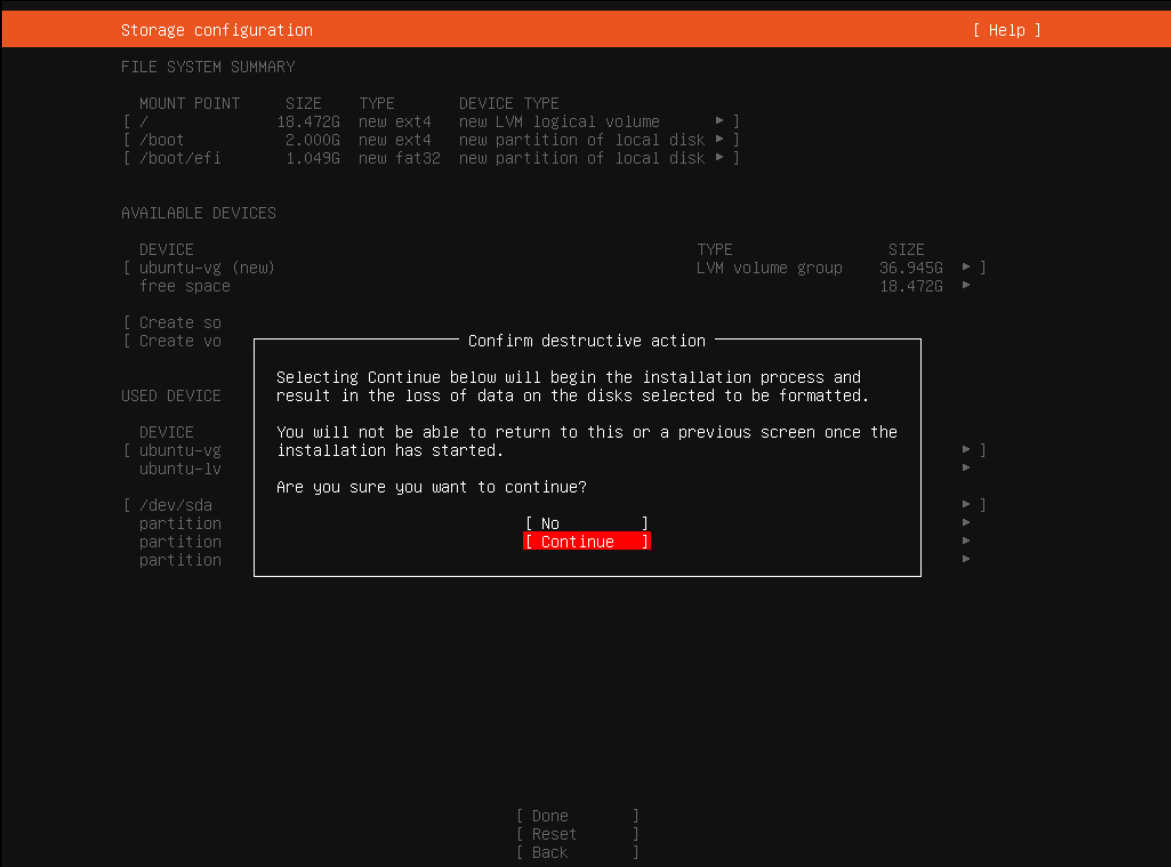 Storage configuration [ Help ]
FILE SYSTEM SUMMARY
MOUNT POINT SIZE TYPE DEVICE TYPE
[ / 18.472G new ext4 new LVM logical volume ▸ ]
[ /boot 2.000G new ext4 new partition of local disk ▸ ]
[ /boot/efi 1.049G new fat32 new partition of local disk ▸ ]
AVAILABLE DEVICES
DEVICE TYPE SIZE
[ ubuntu-vg (new) LVM volume group 36.945G ▸ ]
free space 18.472G ▸
[ Create so
[ Create vo
Confirm destructive action
Selecting Continue below will begin the installation process and
result in the loss of data on the disks selected to be formatted.
You will not be able to return to this or a previous screen once the
installation has started.
Are you sure you want to continue?
[ No ]
[ Continue ]
USED DEVICE
DEVICE
[ ubuntu-vg ▸ ]
ubuntu-lv ▸
[ /dev/sda ▸ ]
partition ▸
partition ▸
partition ▸
[ Done ]
[ Reset ]
[ Back ]